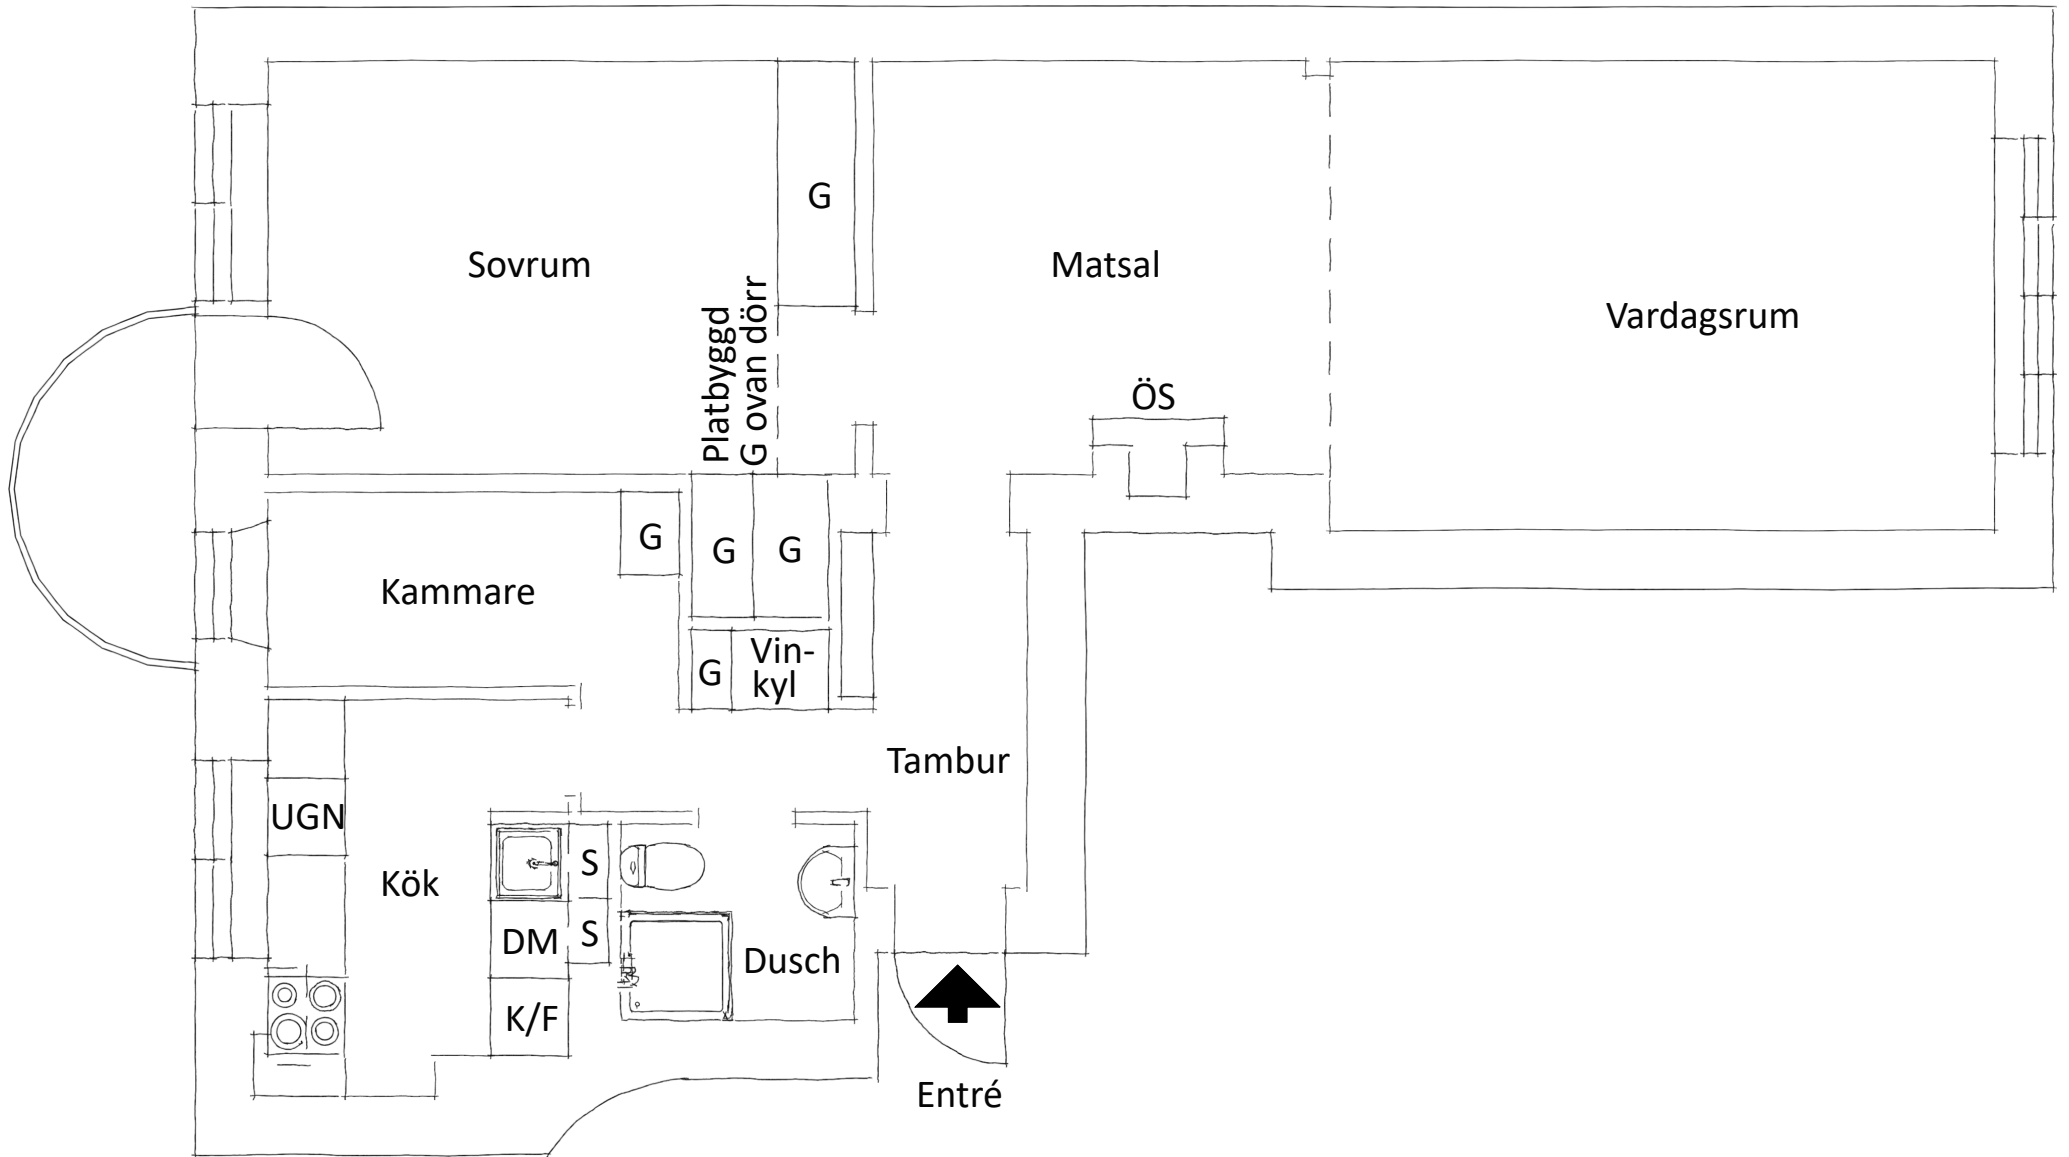 G
Sovrum
Matsal
Vardagsrum
Platbyggd
G ovan dörr
ÖS
G
G
G
Kammare
Vin-
kyl
G
Tambur
UGN
Kök
S
S
DM
Dusch
K/F
Entré